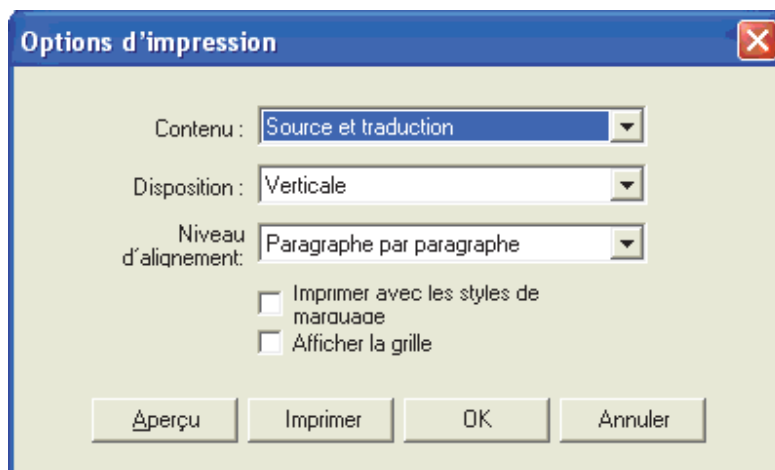 Options d'impression
Contenu : Source et traduction
Disposition : Verticale
Niveau
d´alignement: Paragraphe par paragraphe
Imprimer avec les styles de
marquage
Afficher la grille
Aperçu Imprimer OK Annuler